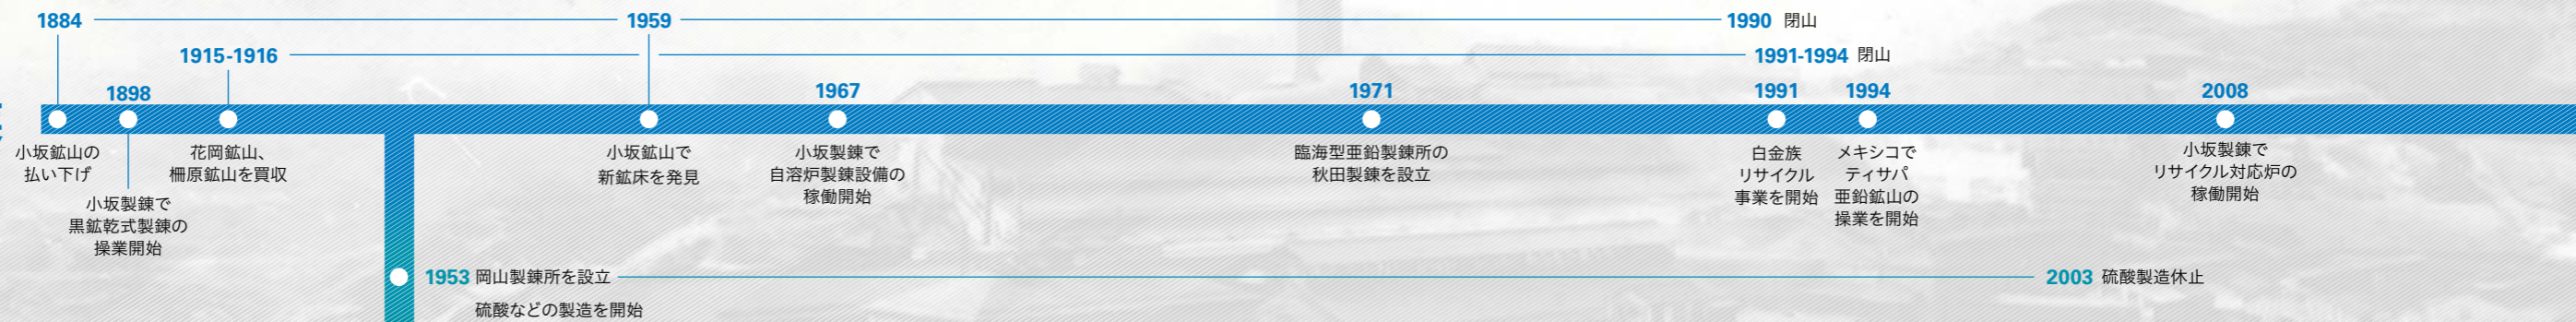 1884
1959
1990 閉山
1915-1916
1991-1994 閉山
1898
1967
1971
1991
1994
2008
小坂鉱山の
払い下げ
小坂製錬で
黒鉱乾式製錬の
操業開始
花岡鉱山、
柵原鉱山を買収
小坂鉱山で
新鉱床を発見
小坂製錬で
自溶炉製錬設備の
稼働開始
臨海型亜鉛製錬所の
秋田製錬を設立
白金族
リサイクル
事業を開始
メキシコで
ティサパ
亜鉛鉱山の
操業を開始
小坂製錬で
リサイクル対応炉の
稼働開始
1953 岡山製錬所を設立
硫酸などの製造を開始
2003 硫酸製造休止